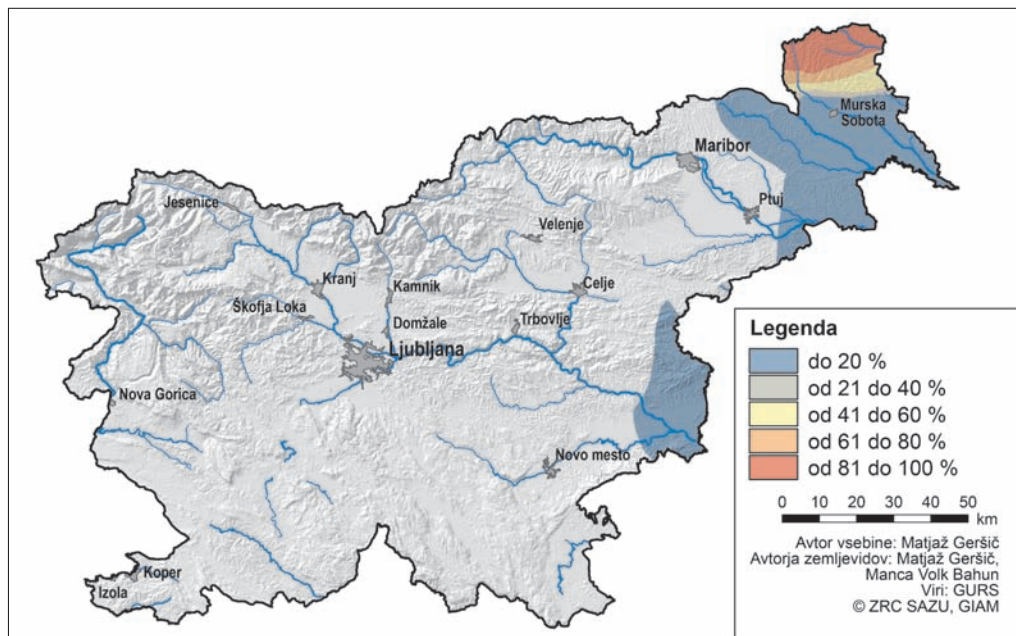 Murska
Sobota
Maribor
Ptuj
Jesenice
Velenje
Kranj
Kamnik
Celje
Škofja Loka
Domžale
Trbovlje
Ljubljana
Nova Gorica
Novo mesto
Koper
Izola
Legenda
do 20 %
od 21 do 40 %
od 41 do 60 %
od 61 do 80 %
od 81 do 100 %
0 10 20 30 40 50
km
Avtor vsebine: Matjaž Geršič
Avtorja zemljevidov: Matjaž Geršič,
Manca Volk Bahun
Viri: GURS
© ZRC SAZU, GIAM